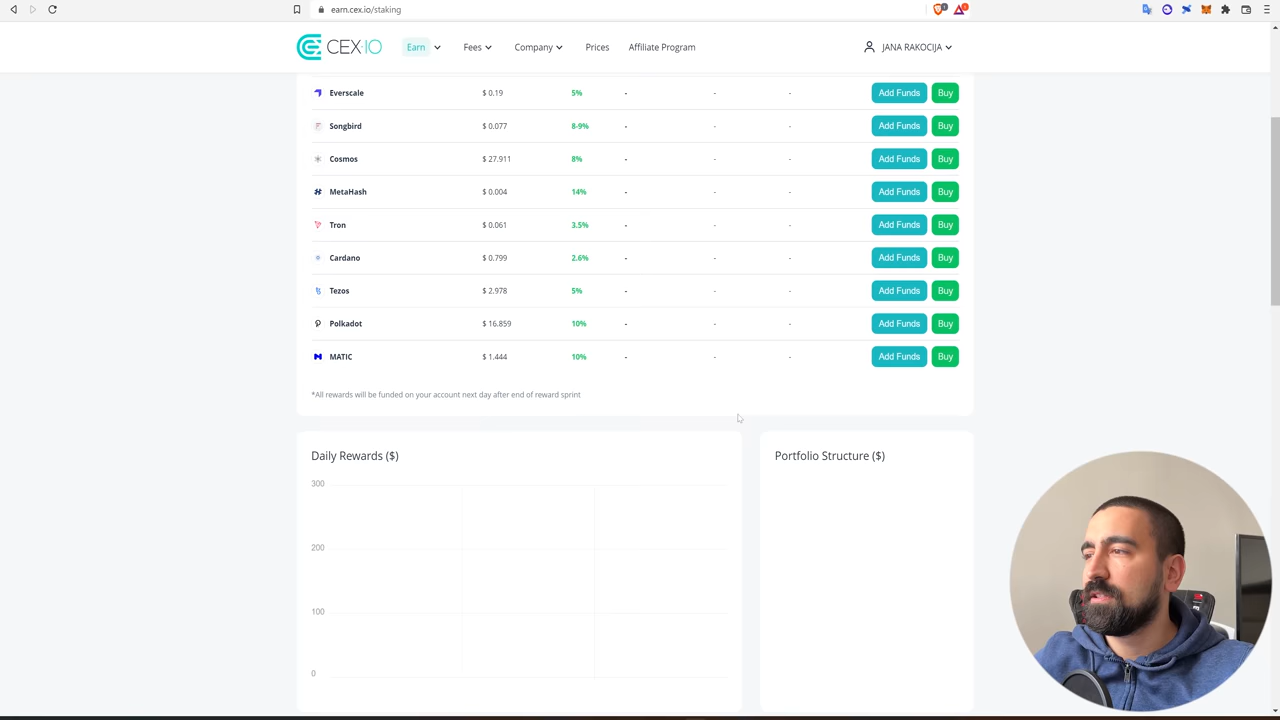 earn.cex.io/staking
CEX·IO Earn Fees Company Prices Affiliate Program JANA RAKOCIJA
Everscale $ 0.19 5% - - - Add Funds Buy
Songbird $ 0.077 8-9% - - - Add Funds Buy
Cosmos $ 27.911 8% - - - Add Funds Buy
MetaHash $ 0.004 14% - - - Add Funds Buy
Tron $ 0.061 3.5% - - - Add Funds Buy
Cardano $ 0.799 2.6% - - - Add Funds Buy
Tezos $ 2.978 5% - - - Add Funds Buy
Polkadot $ 16.859 10% - - - Add Funds Buy
MATIC $ 1.444 10% - - - Add Funds Buy
*All rewards will be funded on your account next day after end of reward sprint
Daily Rewards ($) Portfolio Structure ($)
300
200
100
0